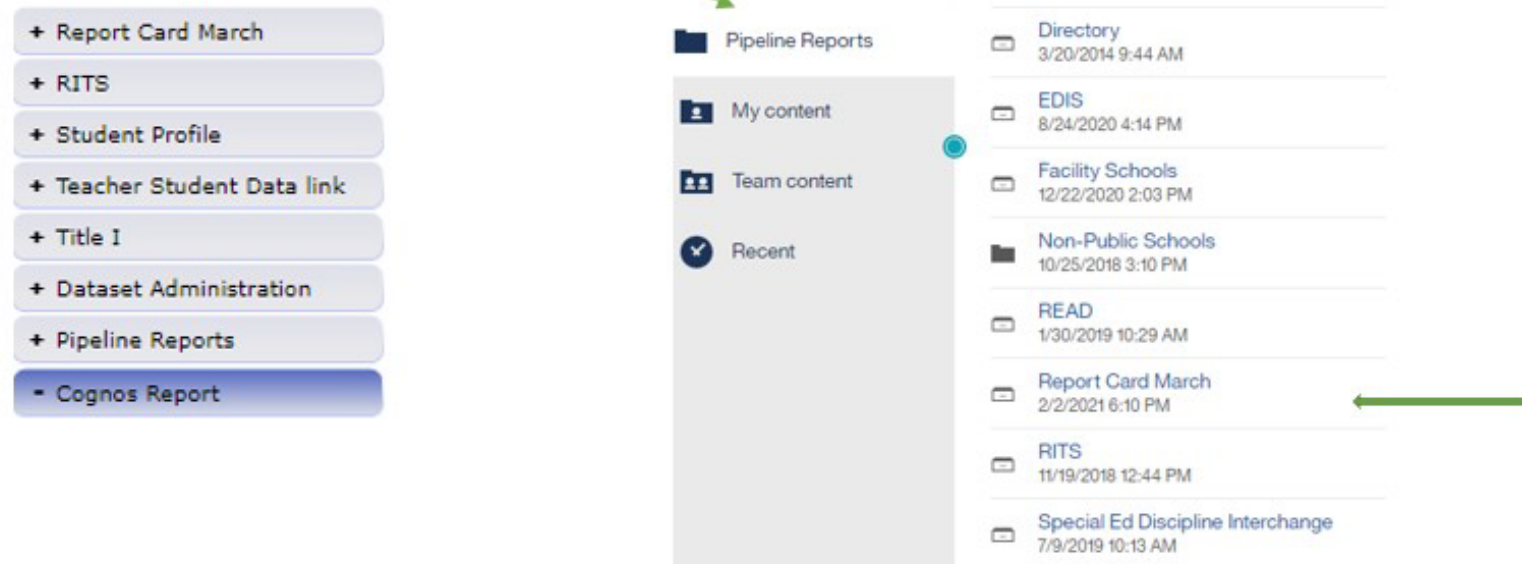 + Report Card March
+ RITS
+ Student Profile
+ Teacher Student Data link
+ Title I
+ Dataset Administration
+ Pipeline Reports
- Cognos Report
Pipeline Reports
My content
Team content
Recent
Directory
3/20/2014 9:44 AM
EDIS
8/24/2020 4:14 PM
Facility Schools
12/22/2020 2:03 PM
Non-Public Schools
10/25/2018 3:10 PM
READ
1/30/2019 10:29 AM
Report Card March
2/2/2021 6:10 PM
RITS
11/19/2018 12:44 PM
Special Ed Discipline Interchange
7/9/2019 10:13 AM